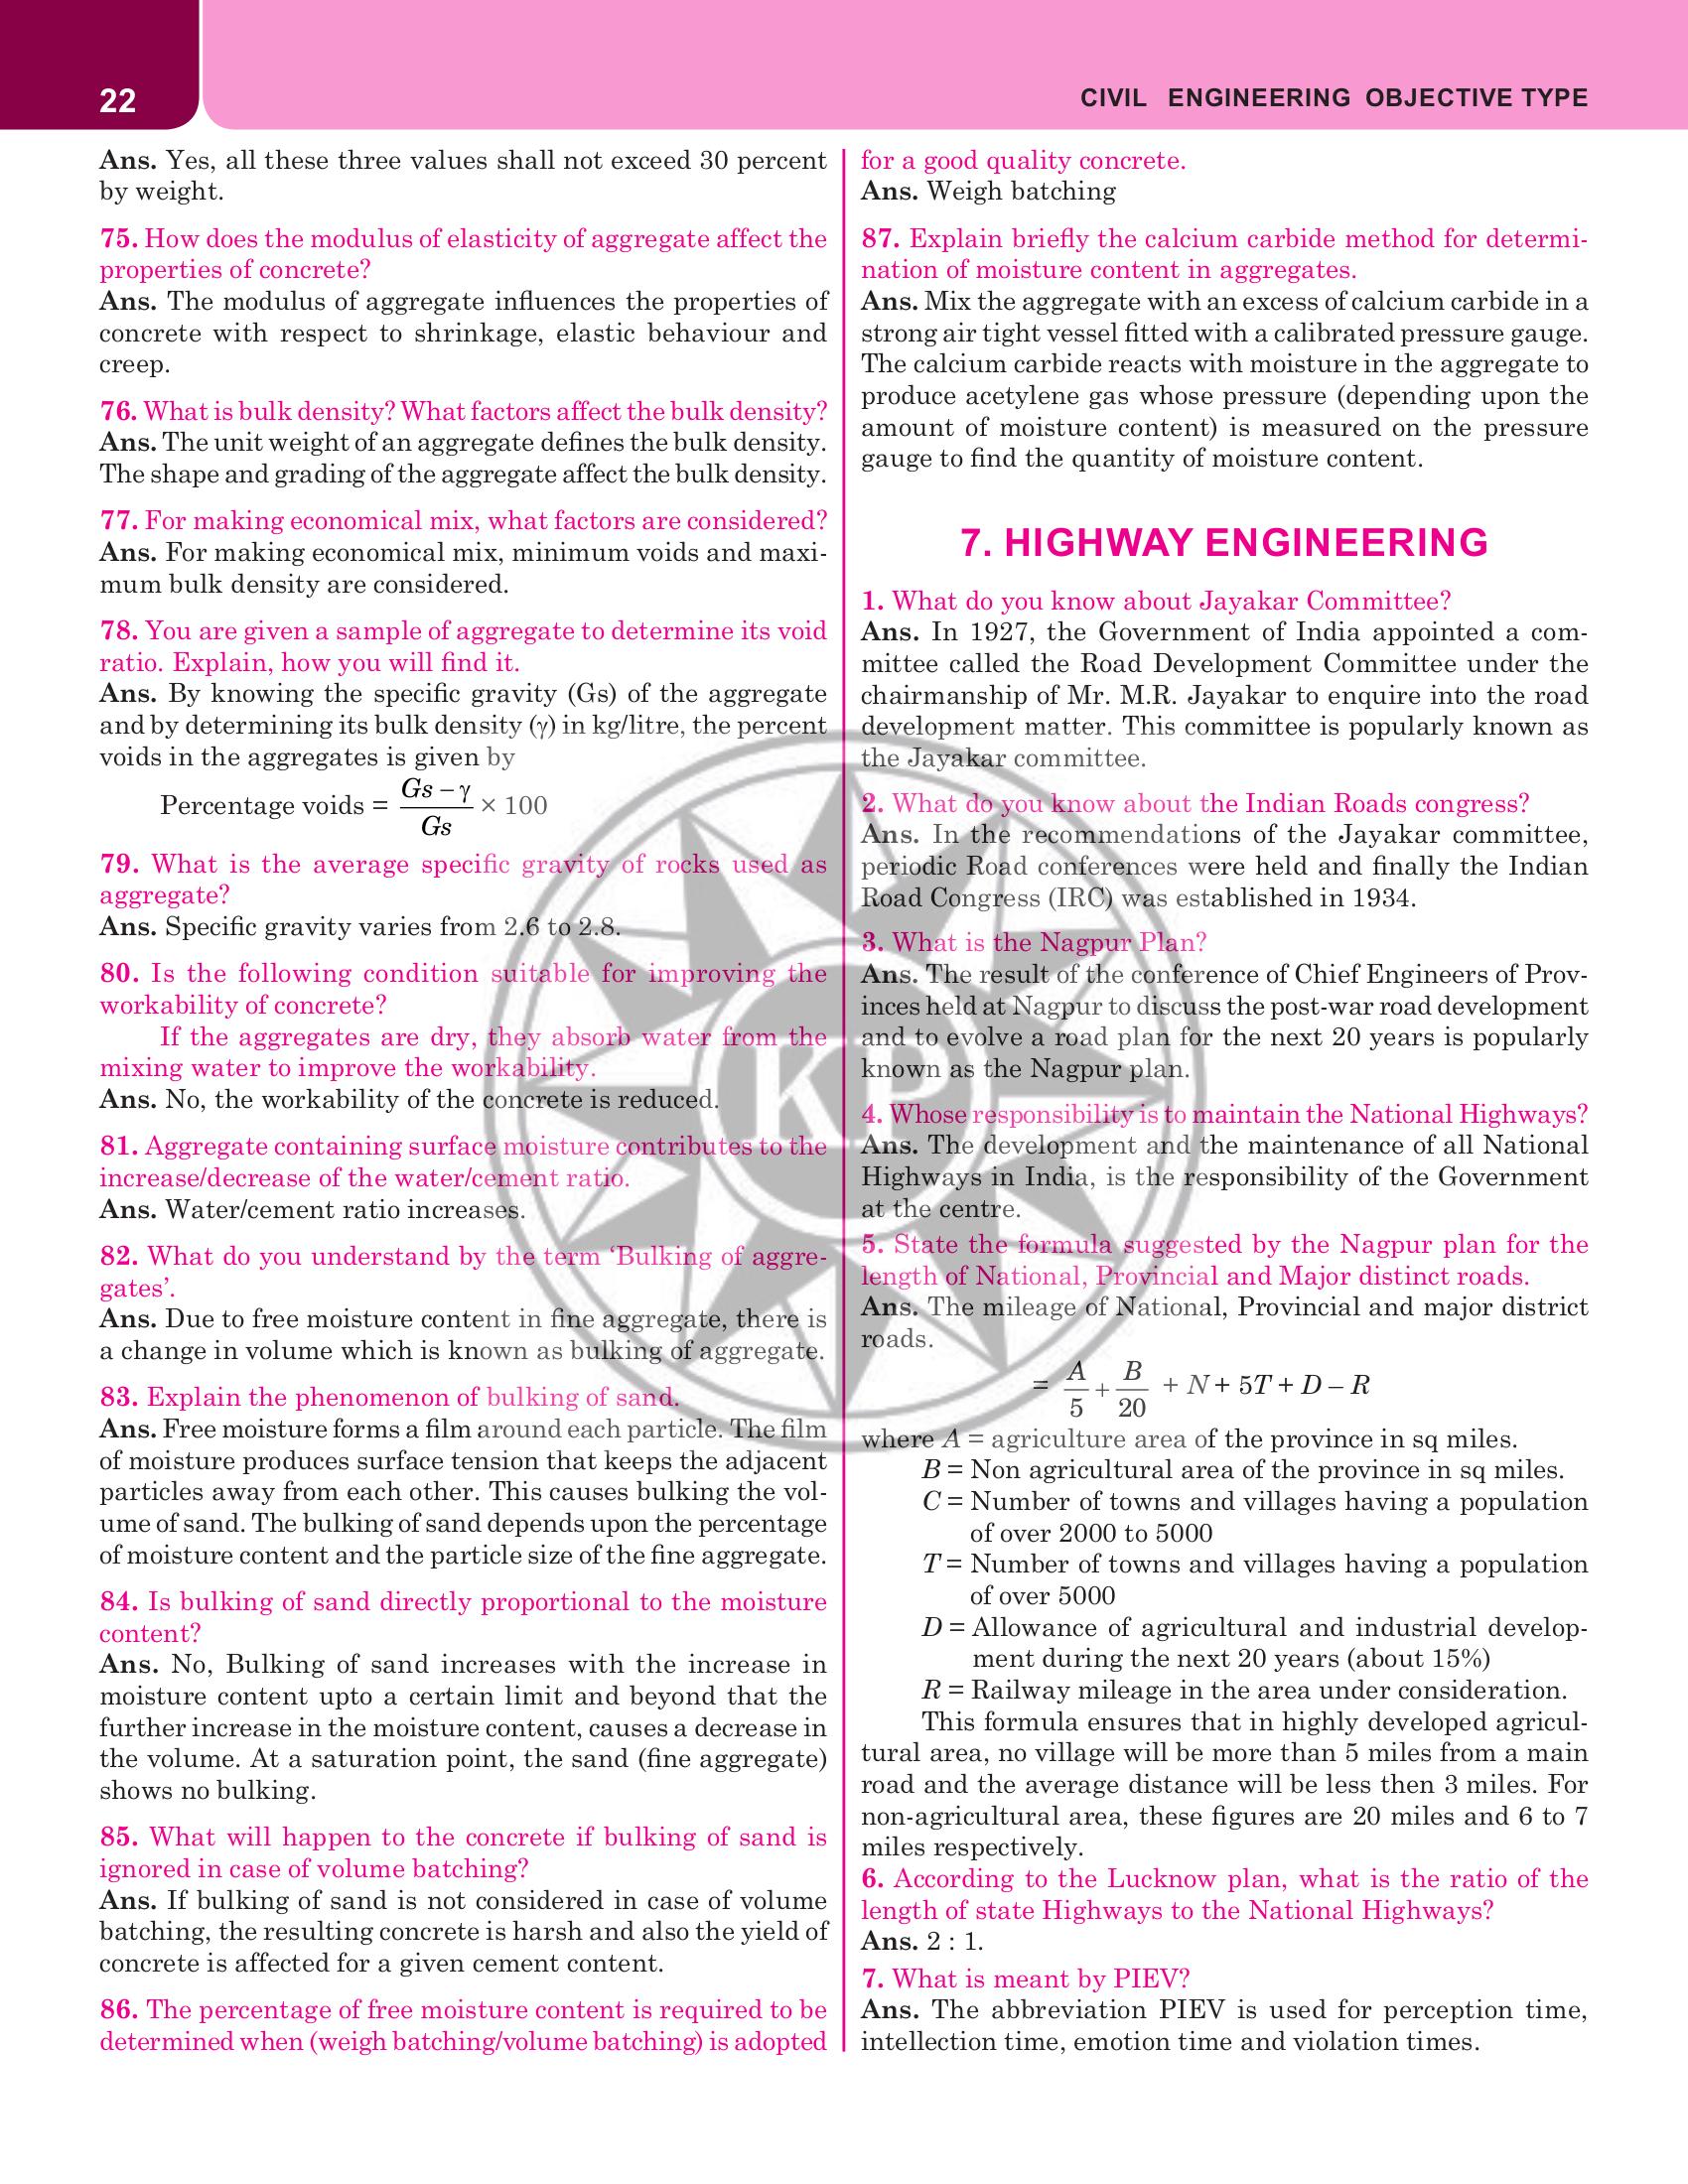 22
CIVIL ENGINEERING OBJECTIVE TYPE
Ans. Yes, all these three values shall not exceed 30 percent
by weight.
75. How does the modulus of elasticity of aggregate affect the
properties of concrete?
Ans. The modulus of aggregate influences the properties of
concrete with respect to shrinkage, elastic behaviour and
creep.
76. What is bulk density? What factors affect the bulk density?
Ans. The unit weight of an aggregate defines the bulk density.
The shape and grading of the aggregate affect the bulk density.
77. For making economical mix, what factors are considered?
Ans. For making economical mix, minimum voids and maxi-
mum bulk density are considered.
78. You are given a sample of aggregate to determine its void
ratio. Explain, how you will find it.
Ans. By knowing the specific gravity (Gs) of the aggregate
and by determining its bulk density (γ) in kg/litre, the percent
voids in the aggregates is given by
Percentage voids = (Gs – γ)/Gs × 100
79. What is the average specific gravity of rocks used as
aggregate?
Ans. Specific gravity varies from 2.6 to 2.8.
80. Is the following condition suitable for improving the
workability of concrete?
If the aggregates are dry, they absorb water from the
mixing water to improve the workability.
Ans. No, the workability of the concrete is reduced.
81. Aggregate containing surface moisture contributes to the
increase/decrease of the water/cement ratio.
Ans. Water/cement ratio increases.
82. What do you understand by the term ‘Bulking of aggre-
gates’.
Ans. Due to free moisture content in fine aggregate, there is
a change in volume which is known as bulking of aggregate.
83. Explain the phenomenon of bulking of sand.
Ans. Free moisture forms a film around each particle. The film
of moisture produces surface tension that keeps the adjacent
particles away from each other. This causes bulking the vol-
ume of sand. The bulking of sand depends upon the percentage
of moisture content and the particle size of the fine aggregate.
84. Is bulking of sand directly proportional to the moisture
content?
Ans. No, Bulking of sand increases with the increase in
moisture content upto a certain limit and beyond that the
further increase in the moisture content, causes a decrease in
the volume. At a saturation point, the sand (fine aggregate)
shows no bulking.
85. What will happen to the concrete if bulking of sand is
ignored in case of volume batching?
Ans. If bulking of sand is not considered in case of volume
batching, the resulting concrete is harsh and also the yield of
concrete is affected for a given cement content.
86. The percentage of free moisture content is required to be
determined when (weigh batching/volume batching) is adopted
for a good quality concrete.
Ans. Weigh batching
87. Explain briefly the calcium carbide method for determi-
nation of moisture content in aggregates.
Ans. Mix the aggregate with an excess of calcium carbide in a
strong air tight vessel fitted with a calibrated pressure gauge.
The calcium carbide reacts with moisture in the aggregate to
produce acetylene gas whose pressure (depending upon the
amount of moisture content) is measured on the pressure
gauge to find the quantity of moisture content.
7. HIGHWAY ENGINEERING
1. What do you know about Jayakar Committee?
Ans. In 1927, the Government of India appointed a com-
mittee called the Road Development Committee under the
chairmanship of Mr. M.R. Jayakar to enquire into the road
development matter. This committee is popularly known as
the Jayakar committee.
2. What do you know about the Indian Roads congress?
Ans. In the recommendations of the Jayakar committee,
periodic Road conferences were held and finally the Indian
Road Congress (IRC) was established in 1934.
3. What is the Nagpur Plan?
Ans. The result of the conference of Chief Engineers of Prov-
inces held at Nagpur to discuss the post-war road development
and to evolve a road plan for the next 20 years is popularly
known as the Nagpur plan.
4. Whose responsibility is to maintain the National Highways?
Ans. The development and the maintenance of all National
Highways in India, is the responsibility of the Government
at the centre.
5. State the formula suggested by the Nagpur plan for the
length of National, Provincial and Major distinct roads.
Ans. The mileage of National, Provincial and major district
roads.
= A/5 + B/20 + N + 5T + D – R
where A = agriculture area of the province in sq miles.
B = Non agricultural area of the province in sq miles.
C = Number of towns and villages having a population
of over 2000 to 5000
T = Number of towns and villages having a population
of over 5000
D = Allowance of agricultural and industrial develop-
ment during the next 20 years (about 15%)
R = Railway mileage in the area under consideration.
This formula ensures that in highly developed agricul-
tural area, no village will be more than 5 miles from a main
road and the average distance will be less then 3 miles. For
non-agricultural area, these figures are 20 miles and 6 to 7
miles respectively.
6. According to the Lucknow plan, what is the ratio of the
length of state Highways to the National Highways?
Ans. 2 : 1.
7. What is meant by PIEV?
Ans. The abbreviation PIEV is used for perception time,
intellection time, emotion time and violation times.
KP